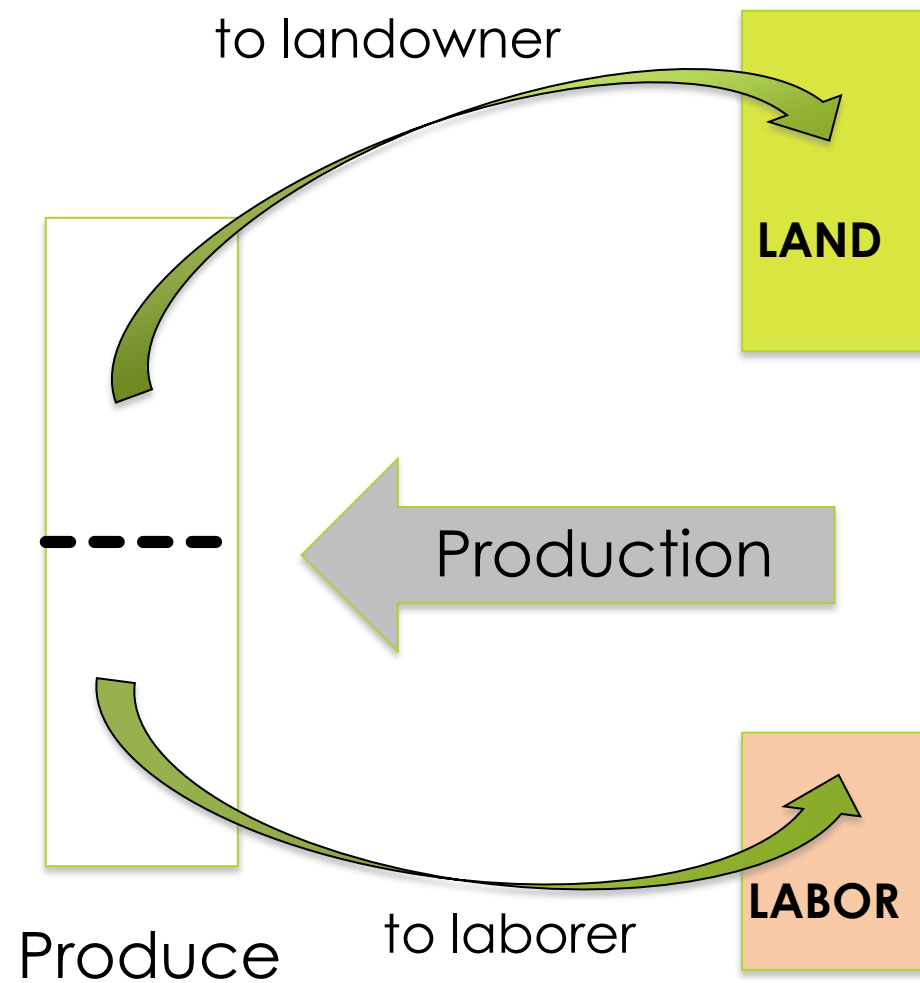 to landowner
LAND
Production
LABOR
to laborer
Produce